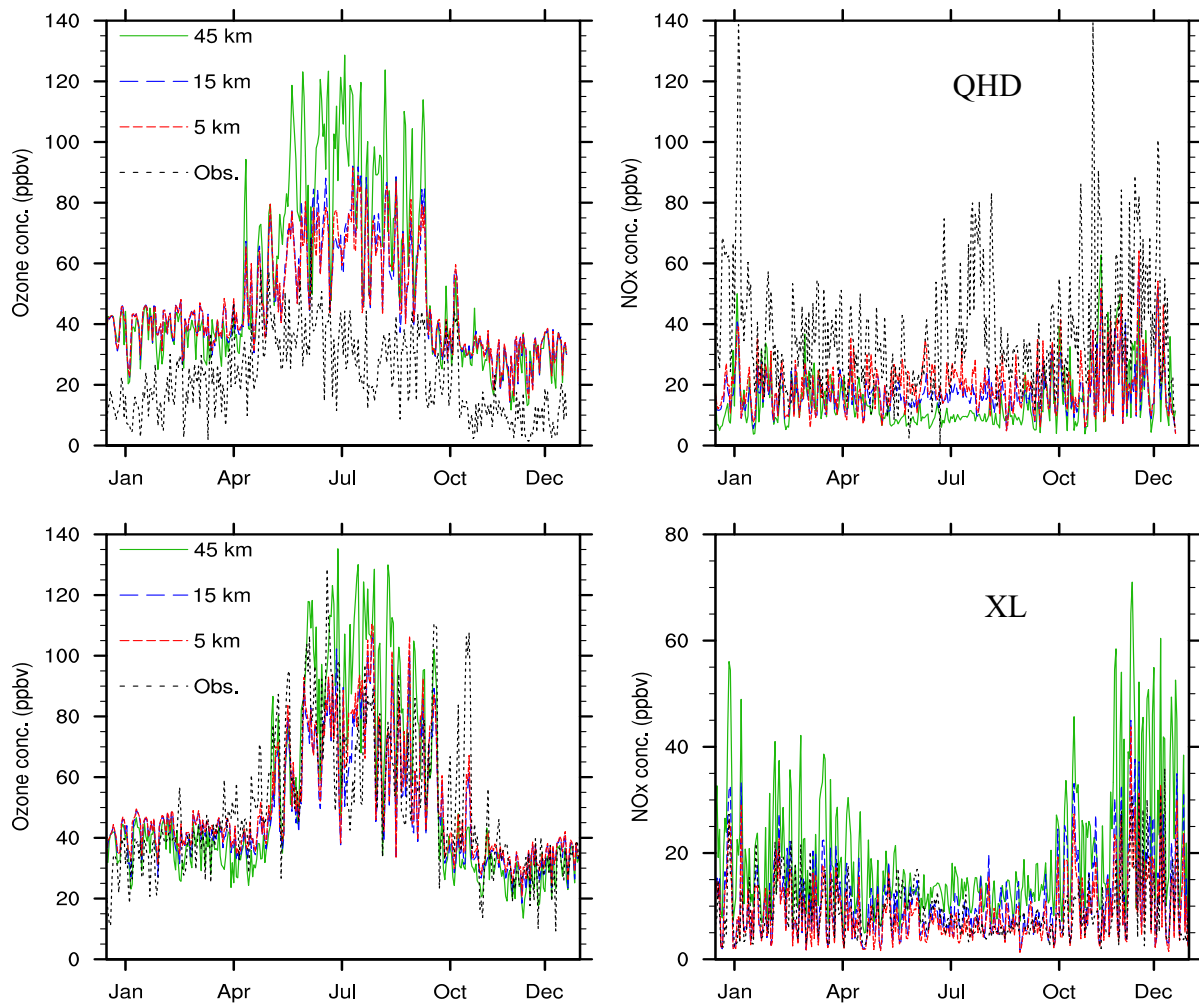 140
120
100
80
60
40
20
0
Ozone conc. (ppbv)
45 km
15 km
5 km
Obs.
Jan Apr Jul Oct Dec
140
120
100
80
60
40
20
0
NOx conc. (ppbv)
QHD
Jan Apr Jul Oct Dec
140
120
100
80
60
40
20
0
Ozone conc. (ppbv)
45 km
15 km
5 km
Obs.
Jan Apr Jul Oct Dec
80
60
40
20
0
NOx conc. (ppbv)
XL
Jan Apr Jul Oct Dec